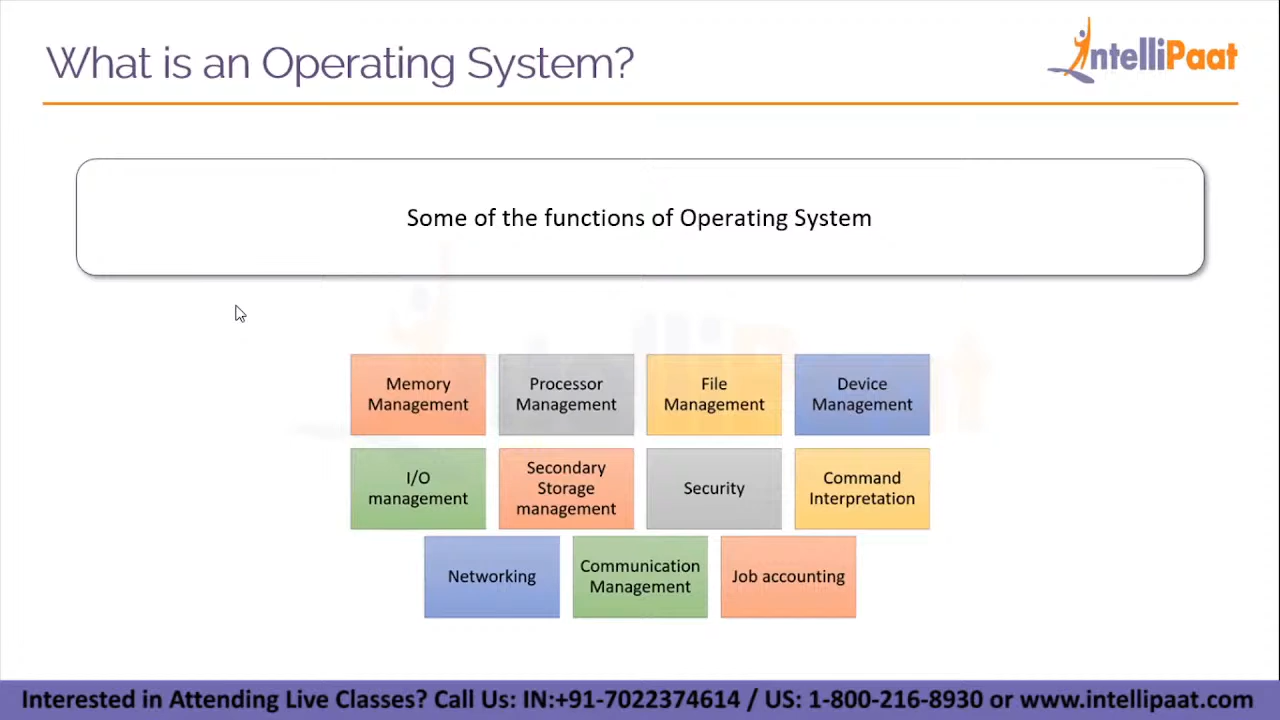 What is an Operating System?
IntelliPaat
Some of the functions of Operating System
Memory
Management
Processor
Management
File
Management
Device
Management
I/O
management
Secondary
Storage
management
Security
Command
Interpretation
Networking
Communication
Management
Job accounting
Interested in Attending Live Classes? Call Us: IN:+91-7022374614 / US: 1-800-216-8930 or www.intellipaat.com